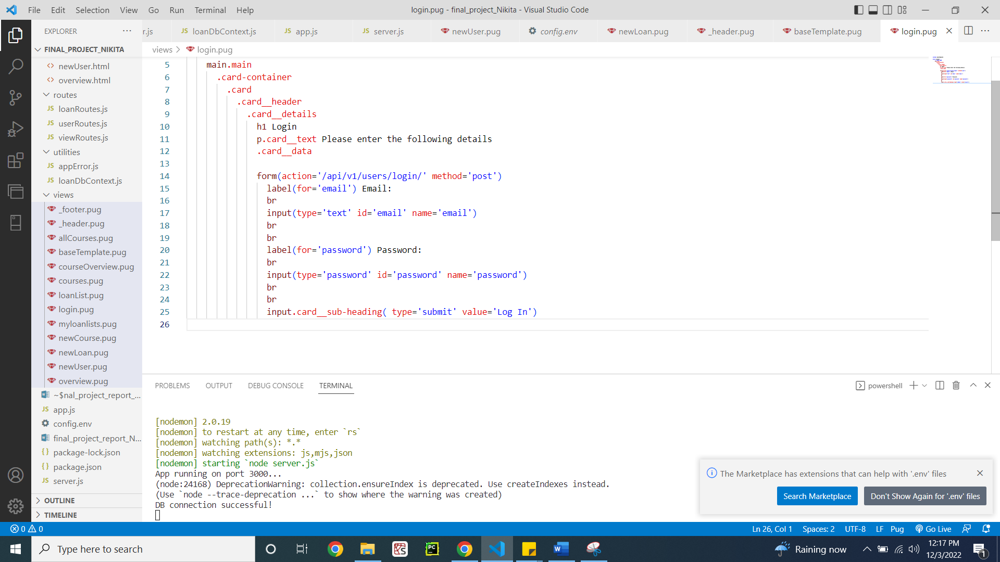 File Edit Selection View Go Run Terminal Help
login.pug - final_project_Nikita - Visual Studio Code
EXPLORER
r.js
loanDbContext.js
app.js
server.js
newUser.pug
config.env
newLoan.pug
_header.pug
baseTemplate.pug
login.pug
FINAL_PROJECT_NIKITA
newUser.html
overview.html
routes
loanRoutes.js
userRoutes.js
viewRoutes.js
utilities
appError.js
loanDbContext.js
views
_footer.pug
_header.pug
allCourses.pug
baseTemplate.pug
courseOverview.pug
courses.pug
loanList.pug
login.pug
myloanlists.pug
newCourse.pug
newLoan.pug
newUser.pug
overview.pug
~$nal_project_report_...
app.js
config.env
final_project_report_N...
package-lock.json
package.json
server.js
OUTLINE
TIMELINE
views > login.pug
5 main.main
6 .card-container
7 .card
8 .card__header
9 .card__details
10 h1 Login
11 p.card__text Please enter the following details
12 .card__data
13
14 form(action='/api/v1/users/login/' method='post')
15 label(for='email') Email:
16 br
17 input(type='text' id='email' name='email')
18 br
19 br
20 label(for='password') Password:
21 br
22 input(type='password' id='password' name='password')
23 br
24 br
25 input.card__sub-heading( type='submit' value='Log In')
26
PROBLEMS OUTPUT DEBUG CONSOLE TERMINAL
powershell
[nodemon] 2.0.19
[nodemon] to restart at any time, enter `rs`
[nodemon] watching path(s): *.*
[nodemon] watching extensions: js,mjs,json
[nodemon] starting `node server.js`
App running on port 3000...
(node:24168) DeprecationWarning: collection.ensureIndex is deprecated. Use createIndexes instead.
(Use `node --trace-deprecation ...` to show where the warning was created)
DB connection successful!
The Marketplace has extensions that can help with '.env' files
Search Marketplace
Don't Show Again for '.env' files
0 0
Ln 26, Col 1 Spaces: 2 UTF-8 LF Pug Go Live
Type here to search
Raining now
12:17 PM
12/3/2022
1